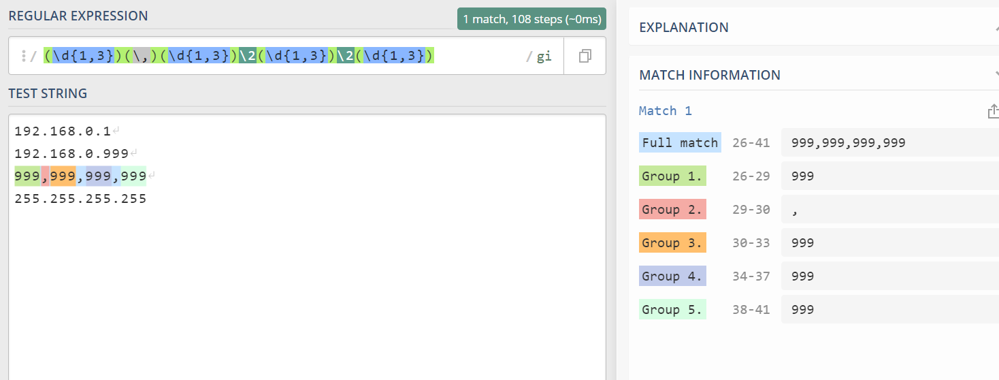 REGULAR EXPRESSION
1 match, 108 steps (~0ms)
/ (\d{1,3})(\,)(\d{1,3})\2(\d{1,3})\2(\d{1,3}) / gi
TEST STRING
192.168.0.1
192.168.0.999
999,999,999,999
255.255.255.255
EXPLANATION
MATCH INFORMATION
Match 1
Full match 26-41 999,999,999,999
Group 1. 26-29 999
Group 2. 29-30 ,
Group 3. 30-33 999
Group 4. 34-37 999
Group 5. 38-41 999